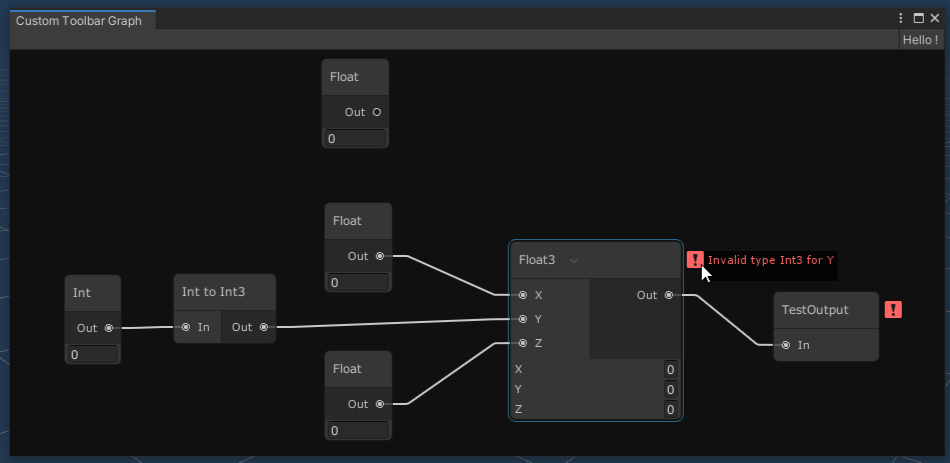 Custom Toolbar Graph
Hello !
Float
Out
0
Float
Out
0
Int
Out
0
Int to Int3
In Out
Float
Out
0
Float3
X Out
Y
Z
X 0
Y 0
Z 0
! Invalid type Int3 for Y
TestOutput !
In